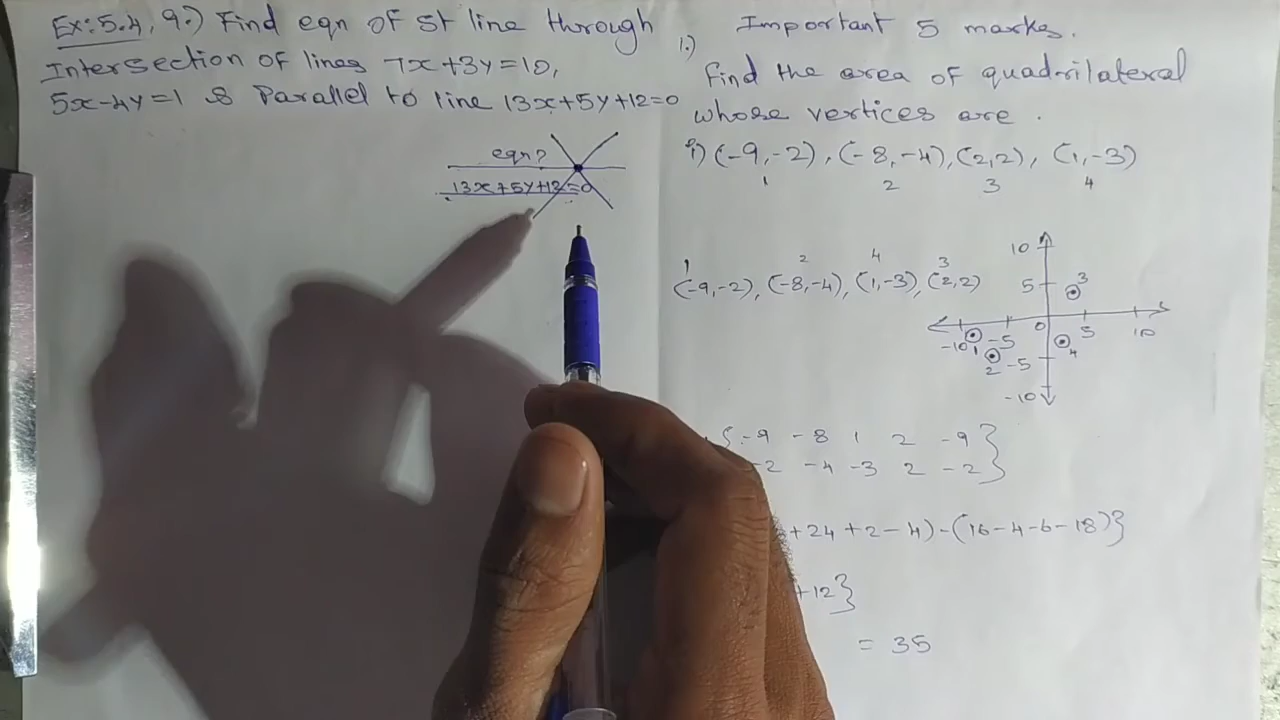 Ex:5.4, 9.) Find eqn of st line through
Intersection of lines 7x+3y=10,
5x-4y=1 & Parallel to line 13x+5y+12=0
eqn?
13x+5y+12=0
Important 5 marks.
1.)
Find the area of quadrilateral
whose vertices are.
i) (-9,-2), (-8,-4), (2,2), (1,-3)
1 2 3 4
1 2 4 3
(-9,-2), (-8,-4), (1,-3), (2,2)
10
5 3
-10 -5 0 5 10
1 2 4
-5
-10
{-9 -8 1 2 -9}
-2 -4 -3 2 -2
+24+2-4)-(16-4-6-18)}
+12}
= 35